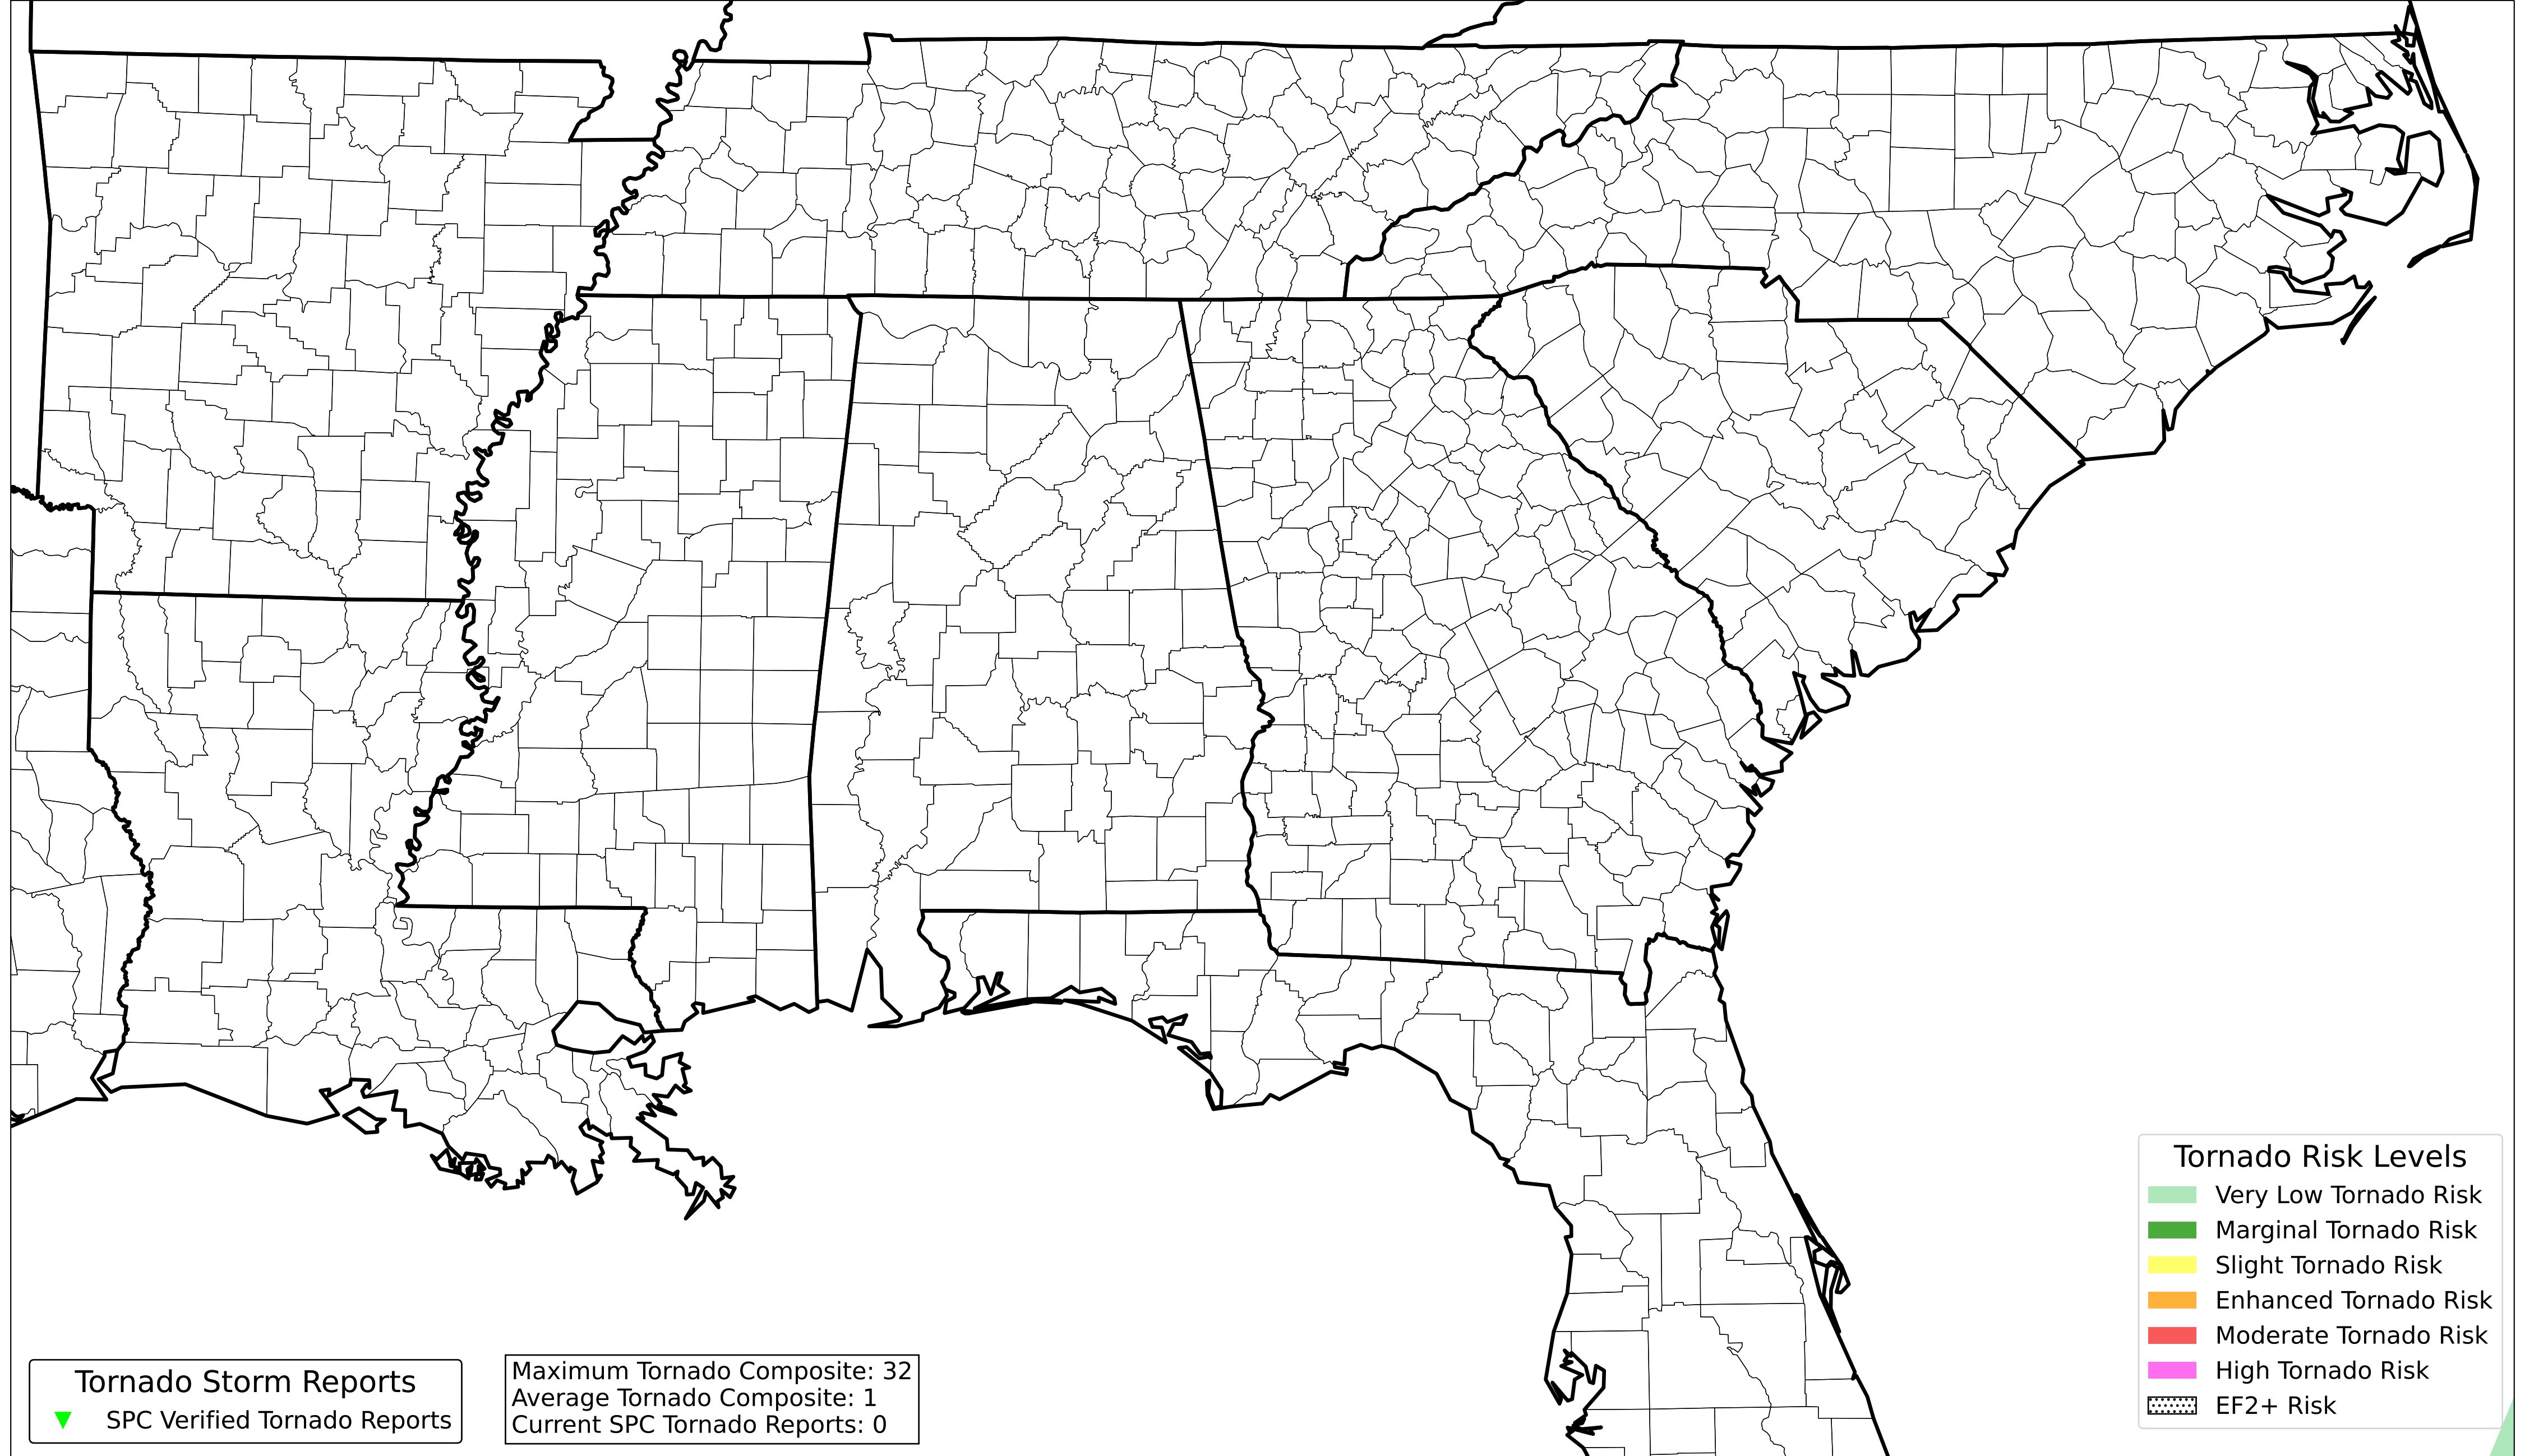 Tornado Risk Levels
Very Low Tornado Risk
Marginal Tornado Risk
Slight Tornado Risk
Enhanced Tornado Risk
Moderate Tornado Risk
High Tornado Risk
EF2+ Risk
Tornado Storm Reports
SPC Verified Tornado Reports
Maximum Tornado Composite: 32
Average Tornado Composite: 1
Current SPC Tornado Reports: 0